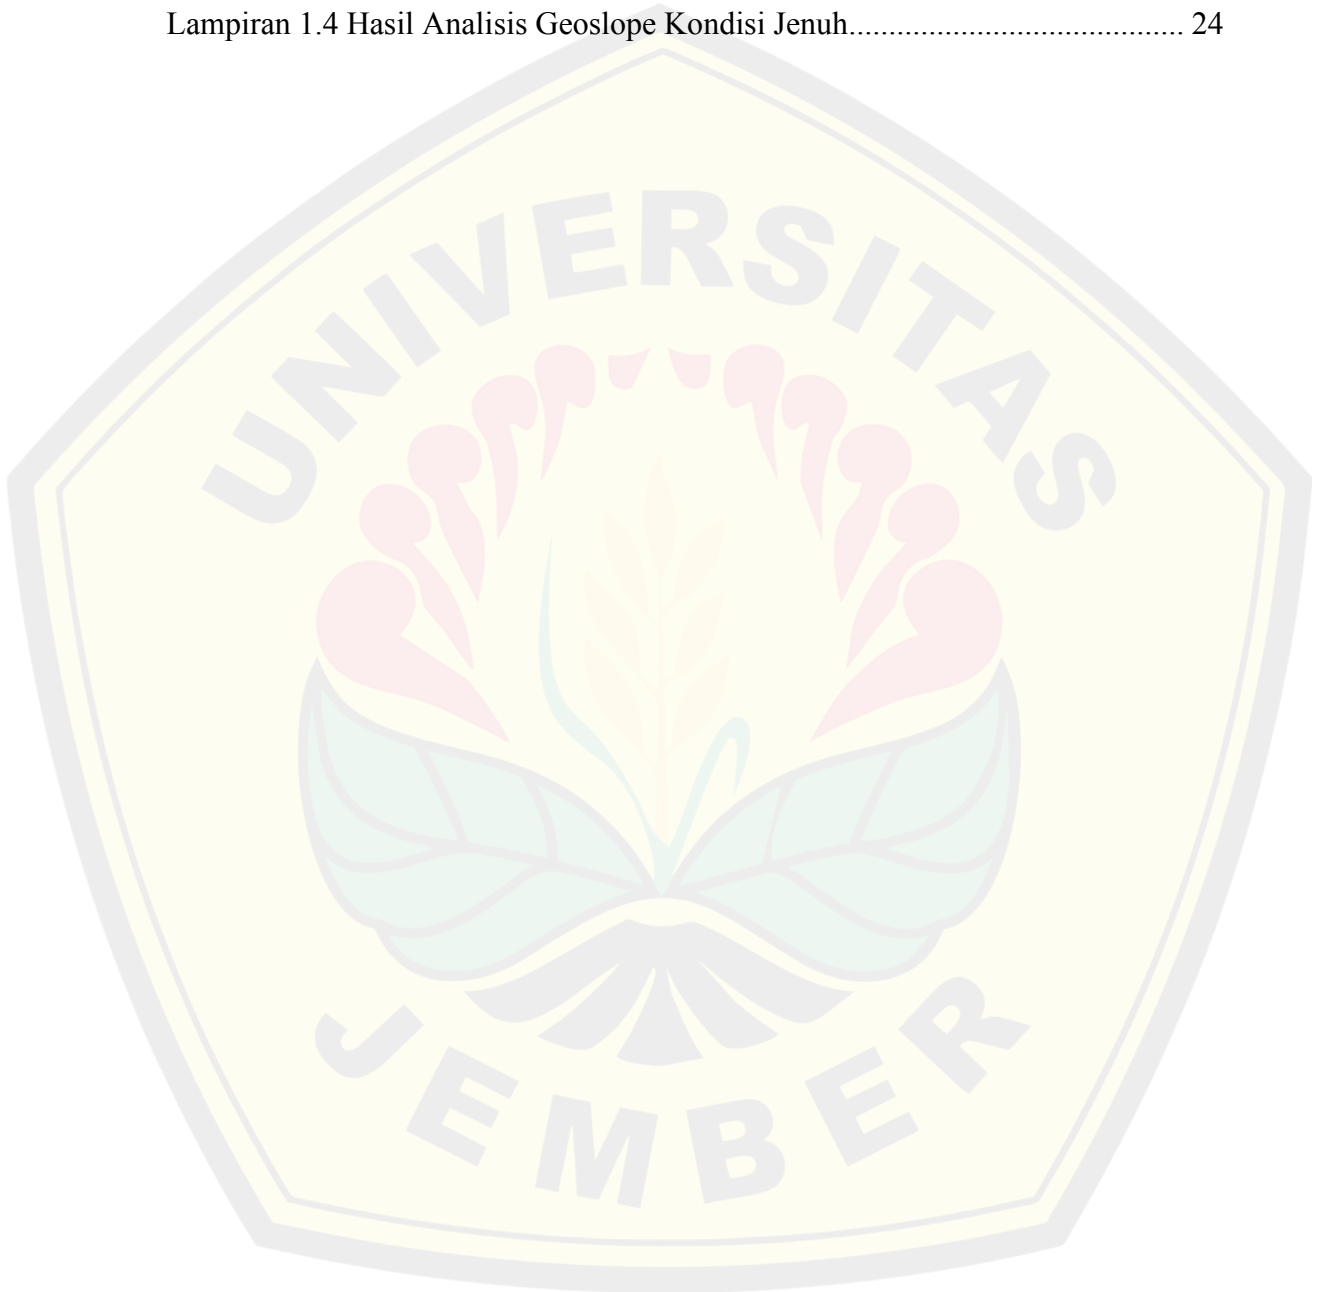 Lampiran 1.4 Hasil Analisis Geoslope Kondisi Jenuh.......................................... 24
UNIVERSITAS
JEMBER